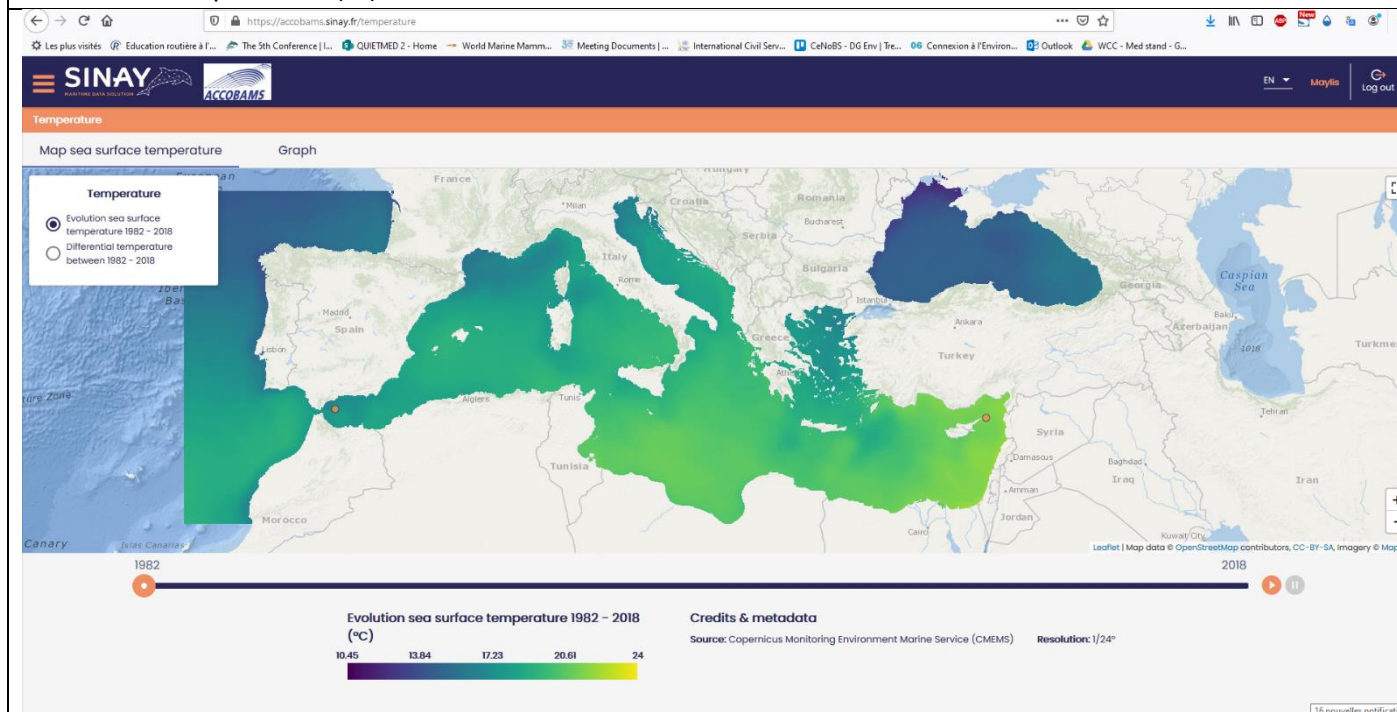 https://accobams.sinay.fr/temperature
New
ABP
Les plus visités Education routière à l'... The 5th Conference | I... QUIETMED 2 - Home World Marine Mamm... Meeting Documents | ... International Civil Serv... CeNoBS - DG Env | Tre... 06 Connexion à l'Environ... Outlook WCC - Med stand - G...
SINAY
MARITIME DATA SOLUTION
ACCOBAMS
EN
Maylis
Log out
Temperature
Map sea surface temperature Graph
Temperature
Evolution sea surface
temperature 1982 - 2018
Differential temperature
between 1982 - 2018
France
Milan
Croatia
Romania
Bucharest
Serbia
Italy
Rome
Bulgaria
Georgia
Caspian
Sea
Istanbul
Madrid
Spain
Ankara
Baku
Azerbaijan
Lisbon
Greece
Turkey
Turkme
Algiers
Tunis
Tehran
Syria
Tunisia
Damascus
Baghdad
Iraq
Iran
Amman
Jordan
Morocco
Cairo
Kuwait City
Canary
Islas Canarias
Leaflet | Map data © OpenStreetMap contributors, CC-BY-SA, Imagery © Map
1982 2018
Evolution sea surface temperature 1982 - 2018
(°C)
10.45 13.84 17.23 20.61 24
Credits & metadata
Source: Copernicus Monitoring Environment Marine Service (CMEMS) Resolution: 1/24°